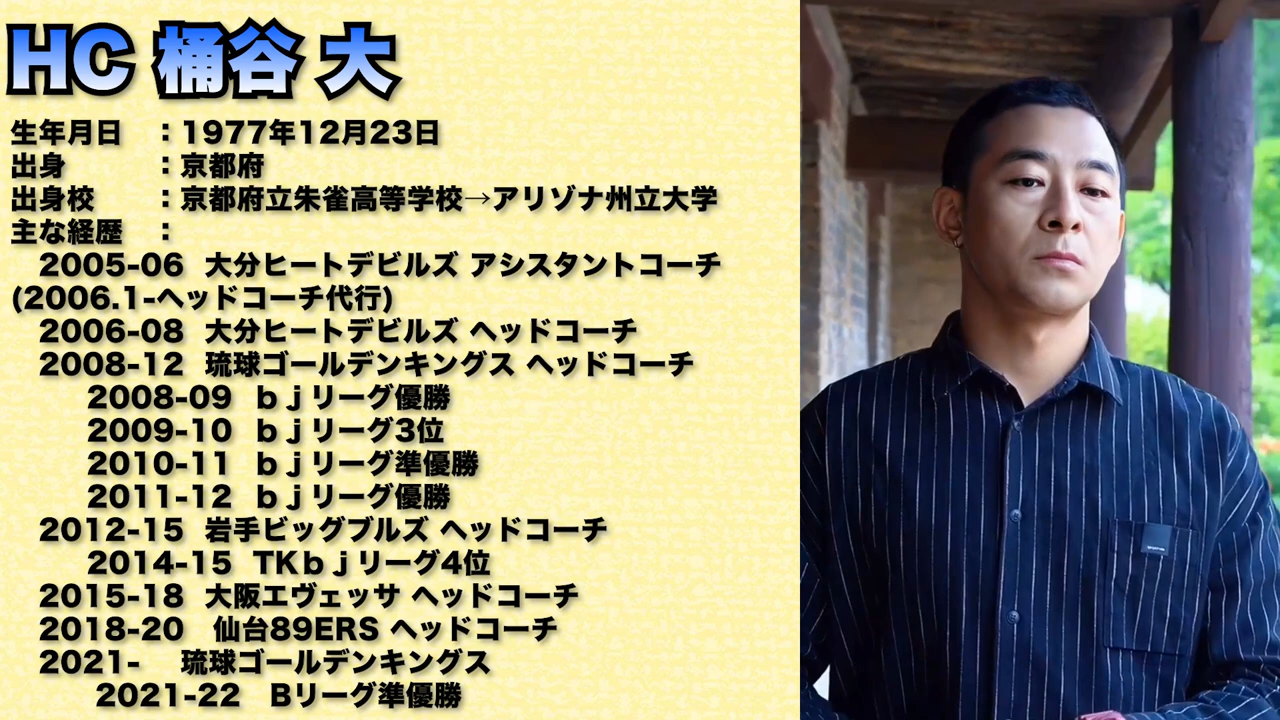 HC 桶谷 大
生年月日 ：1977年12月23日
出身 ：京都府
出身校 ：京都府立朱雀高等学校→アリゾナ州立大学
主な経歴 ：
2005-06 大分ヒートデビルズ アシスタントコーチ
(2006.1-ヘッドコーチ代行)
2006-08 大分ヒートデビルズ ヘッドコーチ
2008-12 琉球ゴールデンキングス ヘッドコーチ
2008-09 ｂｊリーグ優勝
2009-10 ｂｊリーグ3位
2010-11 ｂｊリーグ準優勝
2011-12 ｂｊリーグ優勝
2012-15 岩手ビッグブルズ ヘッドコーチ
2014-15 TKｂｊリーグ4位
2015-18 大阪エヴェッサ ヘッドコーチ
2018-20 仙台89ERS ヘッドコーチ
2021- 琉球ゴールデンキングス
2021-22 Bリーグ準優勝